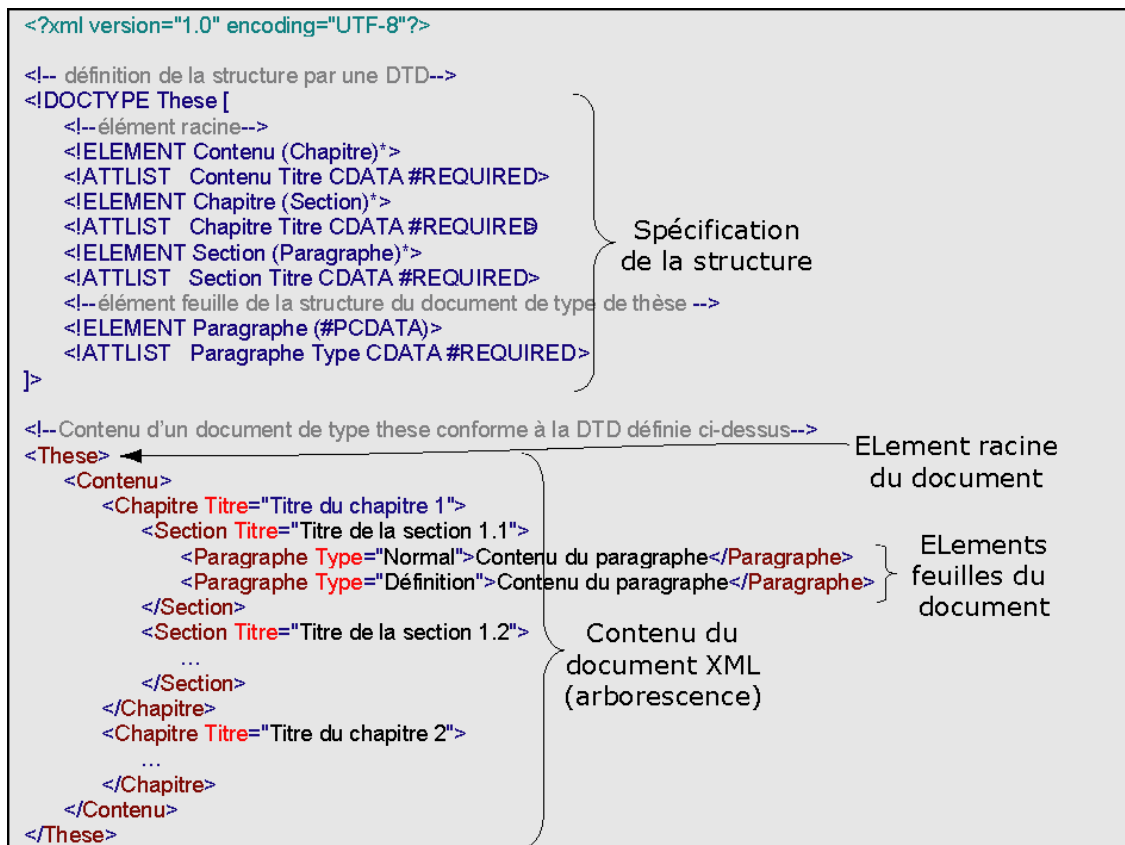 <?xml version="1.0" encoding="UTF-8"?>
<!-- définition de la structure par une DTD-->
<!DOCTYPE These [
<!--élément racine-->
<!ELEMENT Contenu (Chapitre)*>
<!ATTLIST Contenu Titre CDATA #REQUIRED>
<!ELEMENT Chapitre (Section)*>
<!ATTLIST Chapitre Titre CDATA #REQUIRED>
<!ELEMENT Section (Paragraphe)*>
<!ATTLIST Section Titre CDATA #REQUIRED>
<!--élément feuille de la structure du document de type de thèse -->
<!ELEMENT Paragraphe (#PCDATA)>
<!ATTLIST Paragraphe Type CDATA #REQUIRED>
]>
Spécification
de la structure
<!--Contenu d'un document de type these conforme à la DTD définie ci-dessus-->
<These>
<Contenu>
<Chapitre Titre="Titre du chapitre 1">
<Section Titre="Titre de la section 1.1">
<Paragraphe Type="Normal">Contenu du paragraphe</Paragraphe>
<Paragraphe Type="Définition">Contenu du paragraphe</Paragraphe>
</Section>
<Section Titre="Titre de la section 1.2">
...
</Section>
</Chapitre>
<Chapitre Titre="Titre du chapitre 2">
...
</Chapitre>
</Contenu>
</These>
ELement racine
du document
ELements
feuilles du
document
Contenu du
document XML
(arborescence)